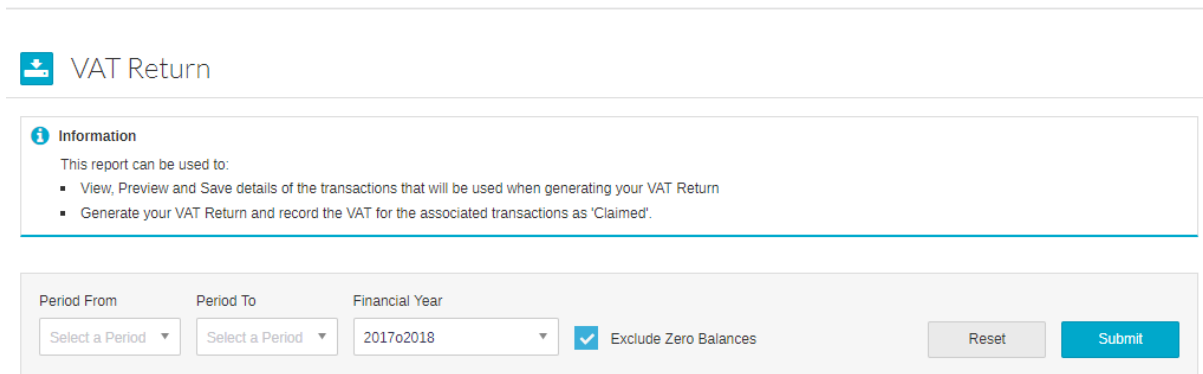 VAT Return
Information
This report can be used to:
View, Preview and Save details of the transactions that will be used when generating your VAT Return
Generate your VAT Return and record the VAT for the associated transactions as 'Claimed'.
Period From Period To Financial Year
Select a Period Select a Period 2017o2018 Exclude Zero Balances Reset Submit